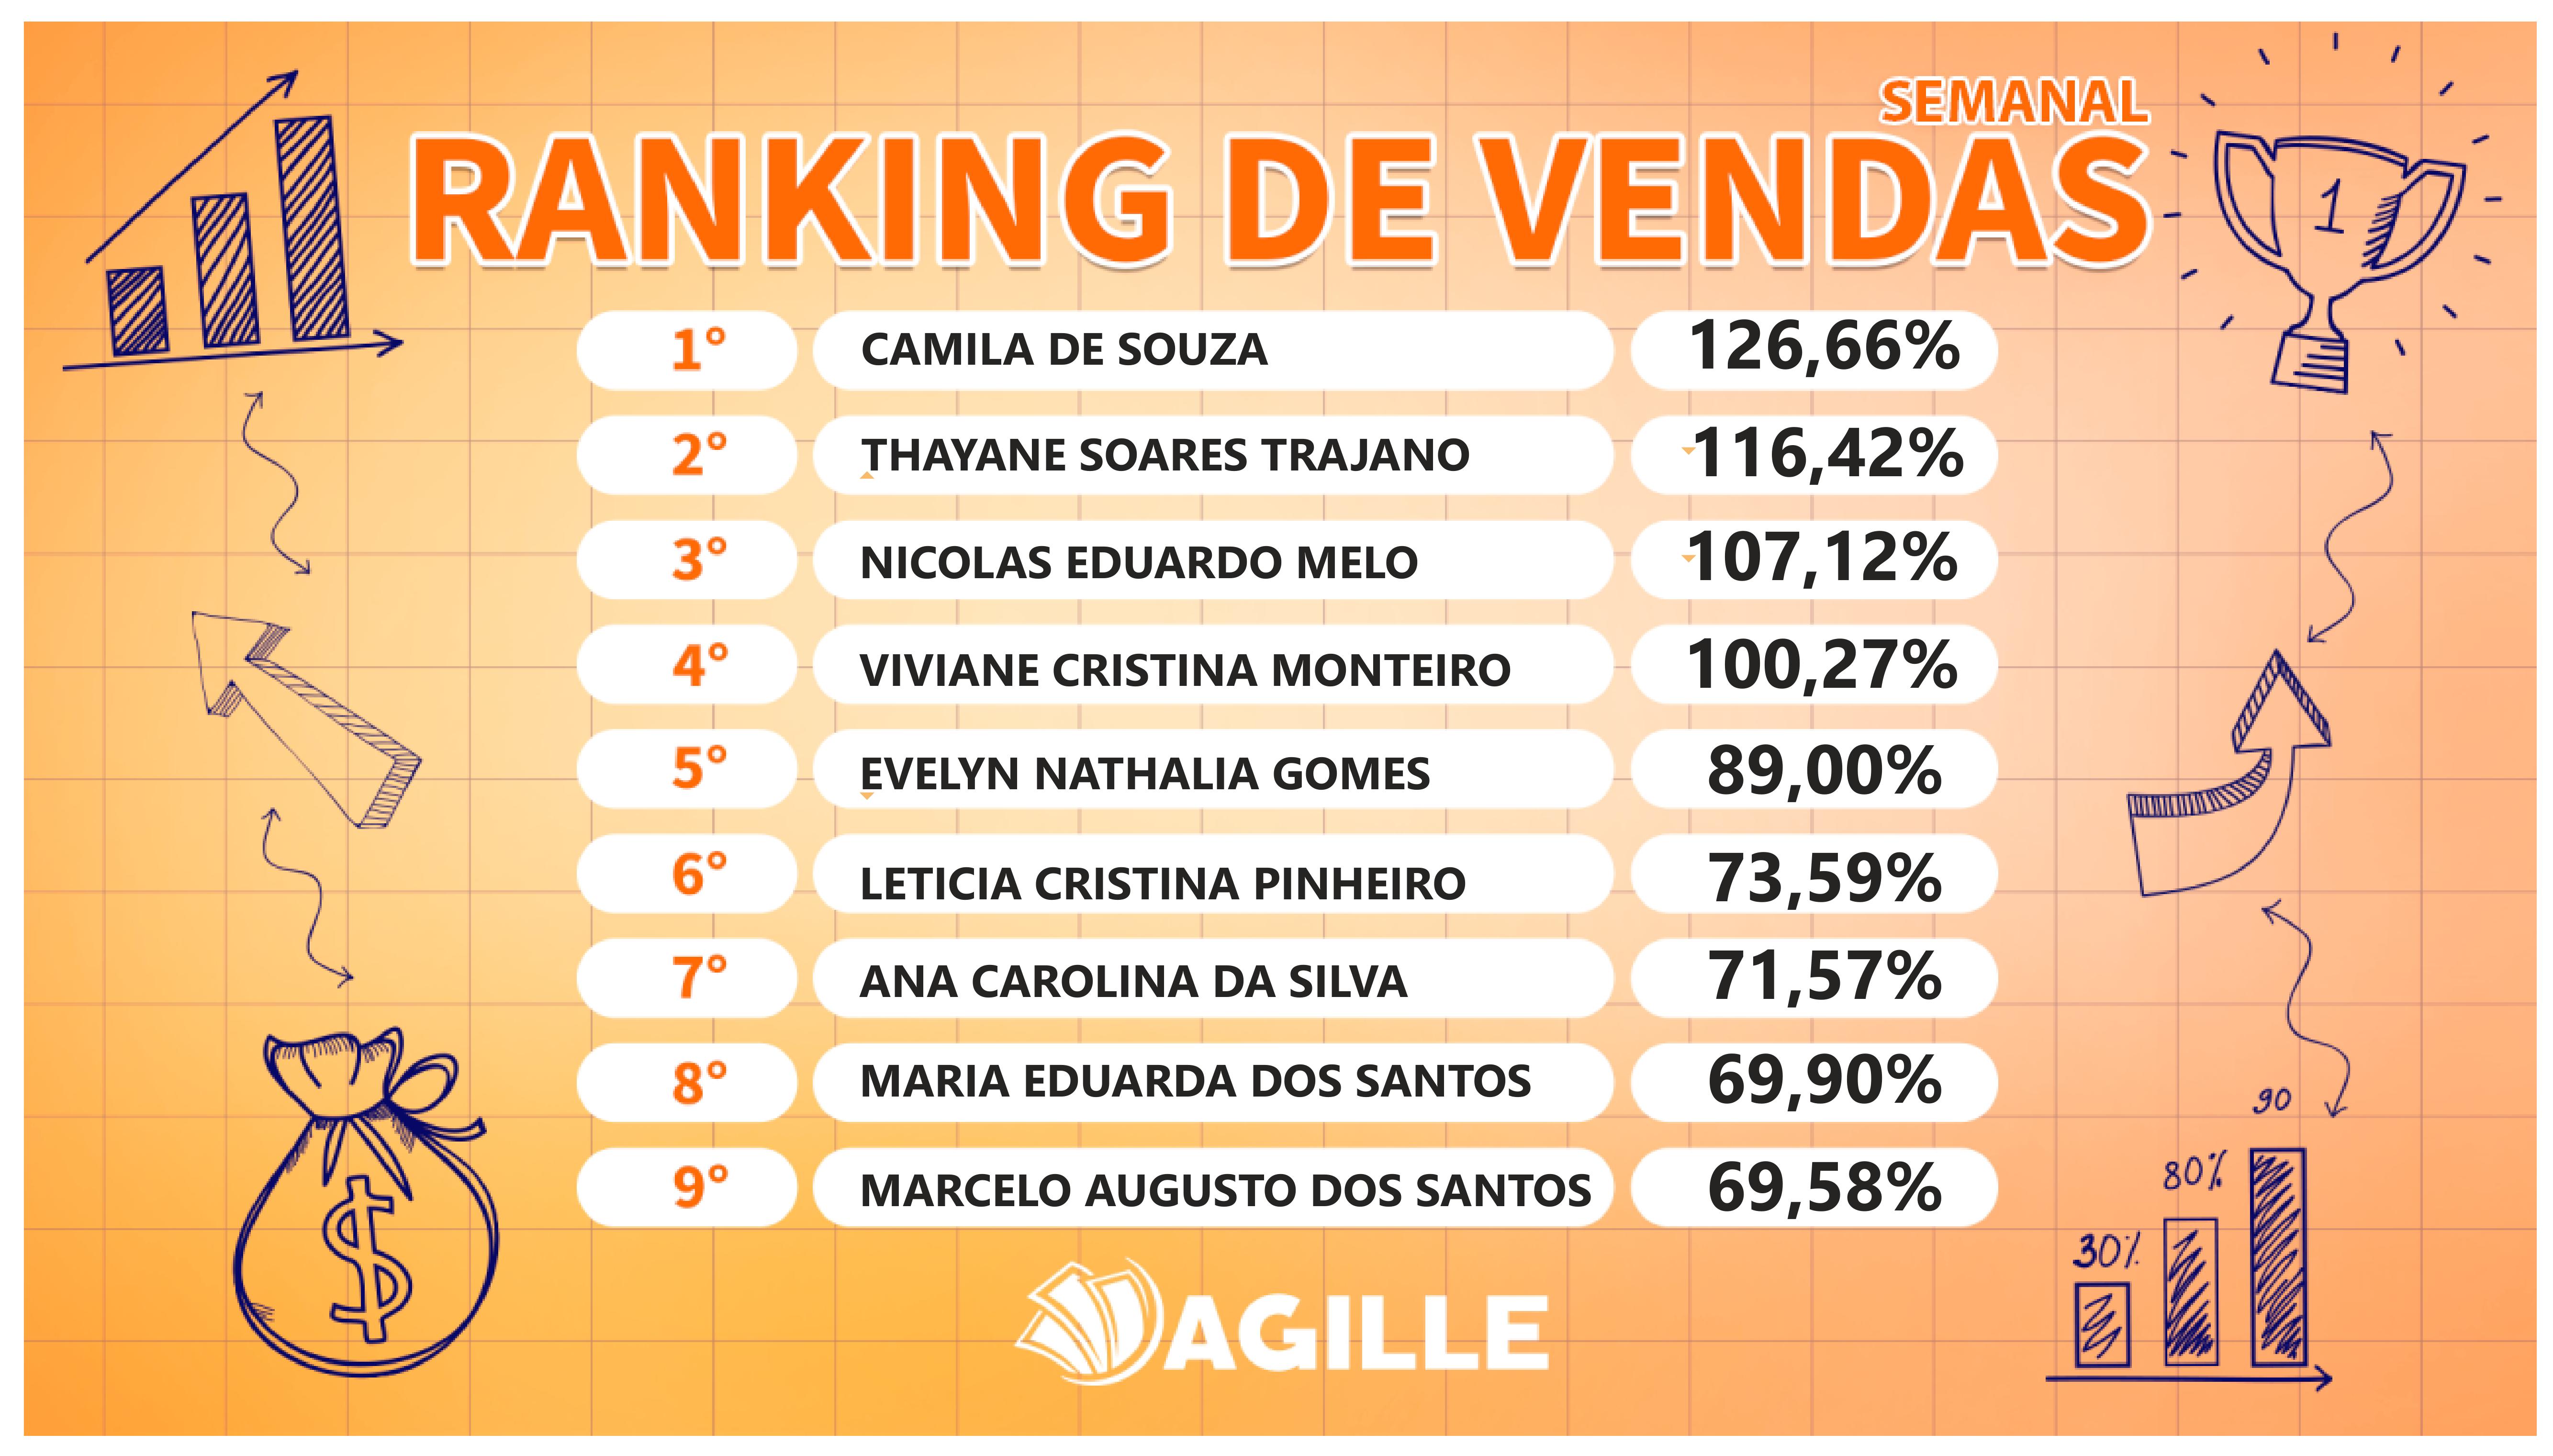 SEMANAL
RANKING DE VENDAS
1
1° CAMILA DE SOUZA 126,66%
2° THAYANE SOARES TRAJANO 116,42%
3° NICOLAS EDUARDO MELO 107,12%
4° VIVIANE CRISTINA MONTEIRO 100,27%
5° EVELYN NATHALIA GOMES 89,00%
6° LETICIA CRISTINA PINHEIRO 73,59%
7° ANA CAROLINA DA SILVA 71,57%
8° MARIA EDUARDA DOS SANTOS 69,90%
9° MARCELO AUGUSTO DOS SANTOS 69,58%
90
80%
30%
$
AGILLE